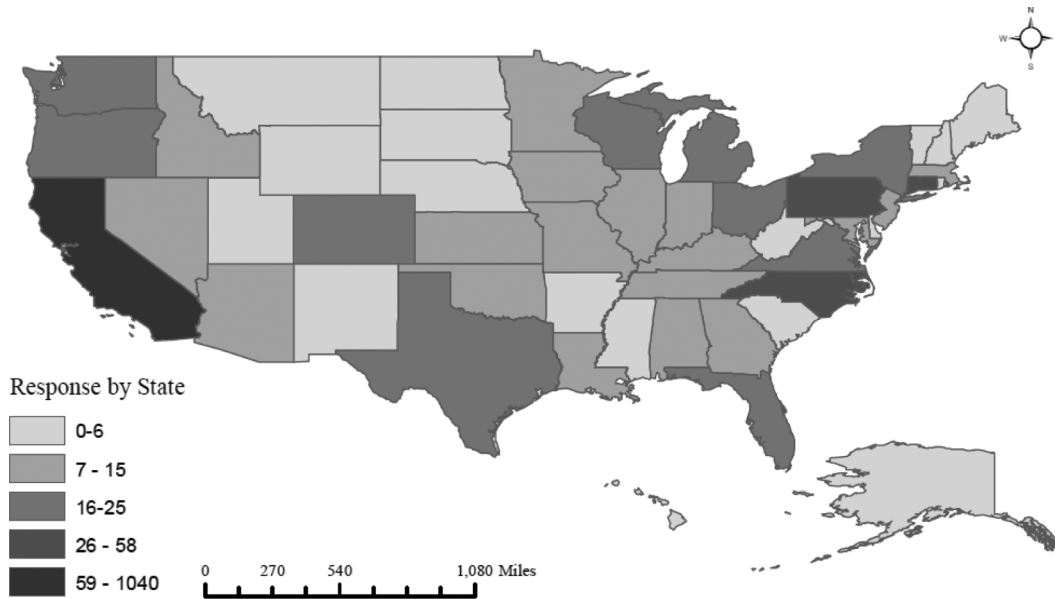 N
W
E
S
Response by State
0-6
7 - 15
16-25
26 - 58
59 - 1040
0 270 540 1,080 Miles